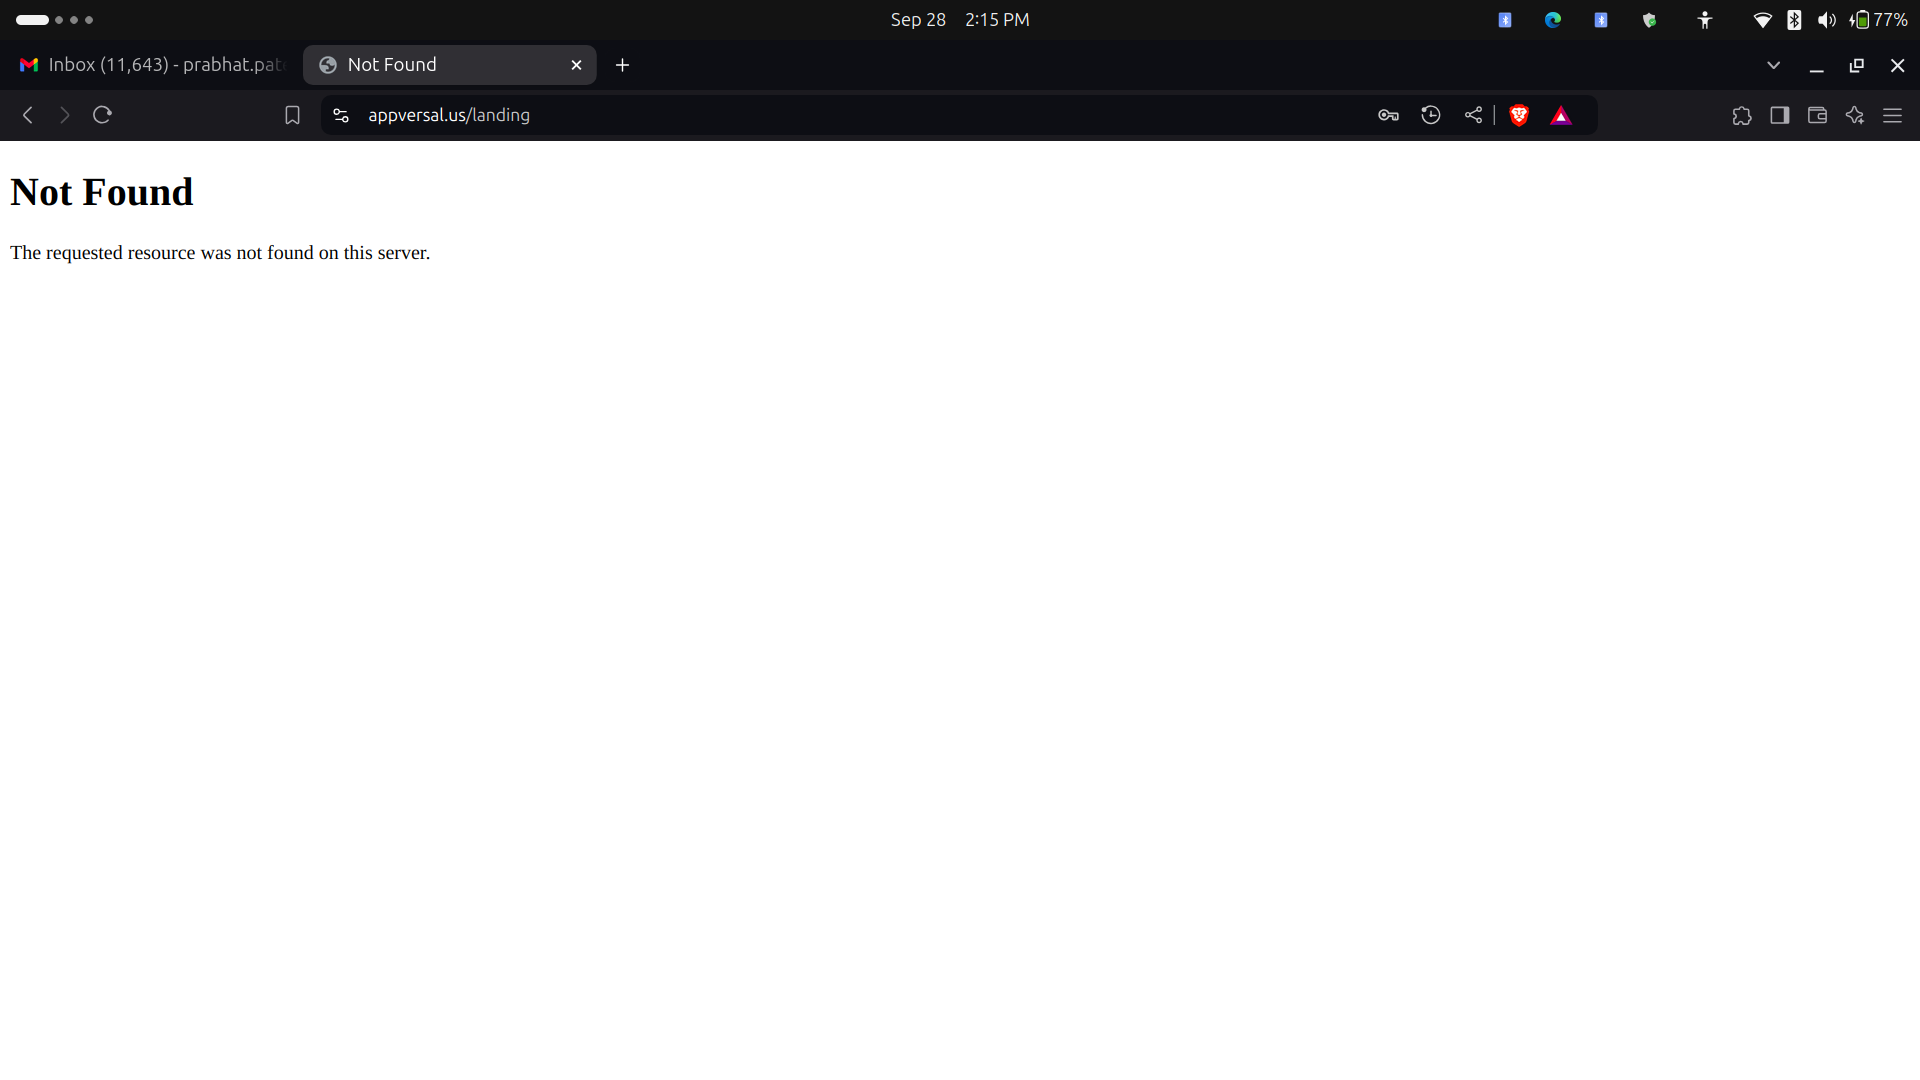 Sep 28 2:15 PM
77%
Inbox (11,643) - prabhat.pat
Not Found
appversal.us/landing
Not Found
The requested resource was not found on this server.